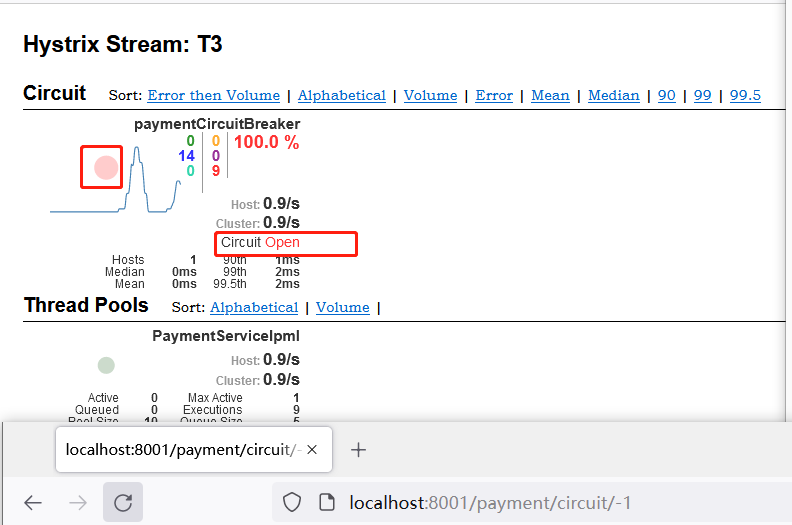 Hystrix Stream: T3
Circuit Sort: Error then Volume | Alphabetical | Volume | Error | Mean | Median | 90 | 99 | 99.5
paymentCircuitBreaker
0 0 100.0 %
14 0
0 9
Host: 0.9/s
Cluster: 0.9/s
Circuit Open
Hosts 1 90th 1ms
Median 0ms 99th 2ms
Mean 0ms 99.5th 2ms
Thread Pools Sort: Alphabetical | Volume |
PaymentServiceIpml
Host: 0.9/s
Cluster: 0.9/s
Active 0 Max Active 1
Queued 0 Executions 9
Pool Size 10 Queue Size 5
localhost:8001/payment/circuit/-
localhost:8001/payment/circuit/-1